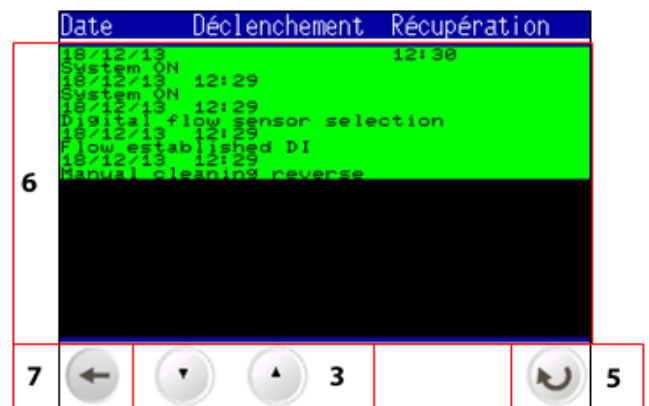 Date Déclenchement Récupération
18/12/13 12:30
System ON
18/12/13 12:29
System ON
18/12/13 12:29
Digital flow sensor selection
18/12/13 12:29
Flow established DI
18/12/13 12:29
Manual cleaning reverse
6
7 3 5